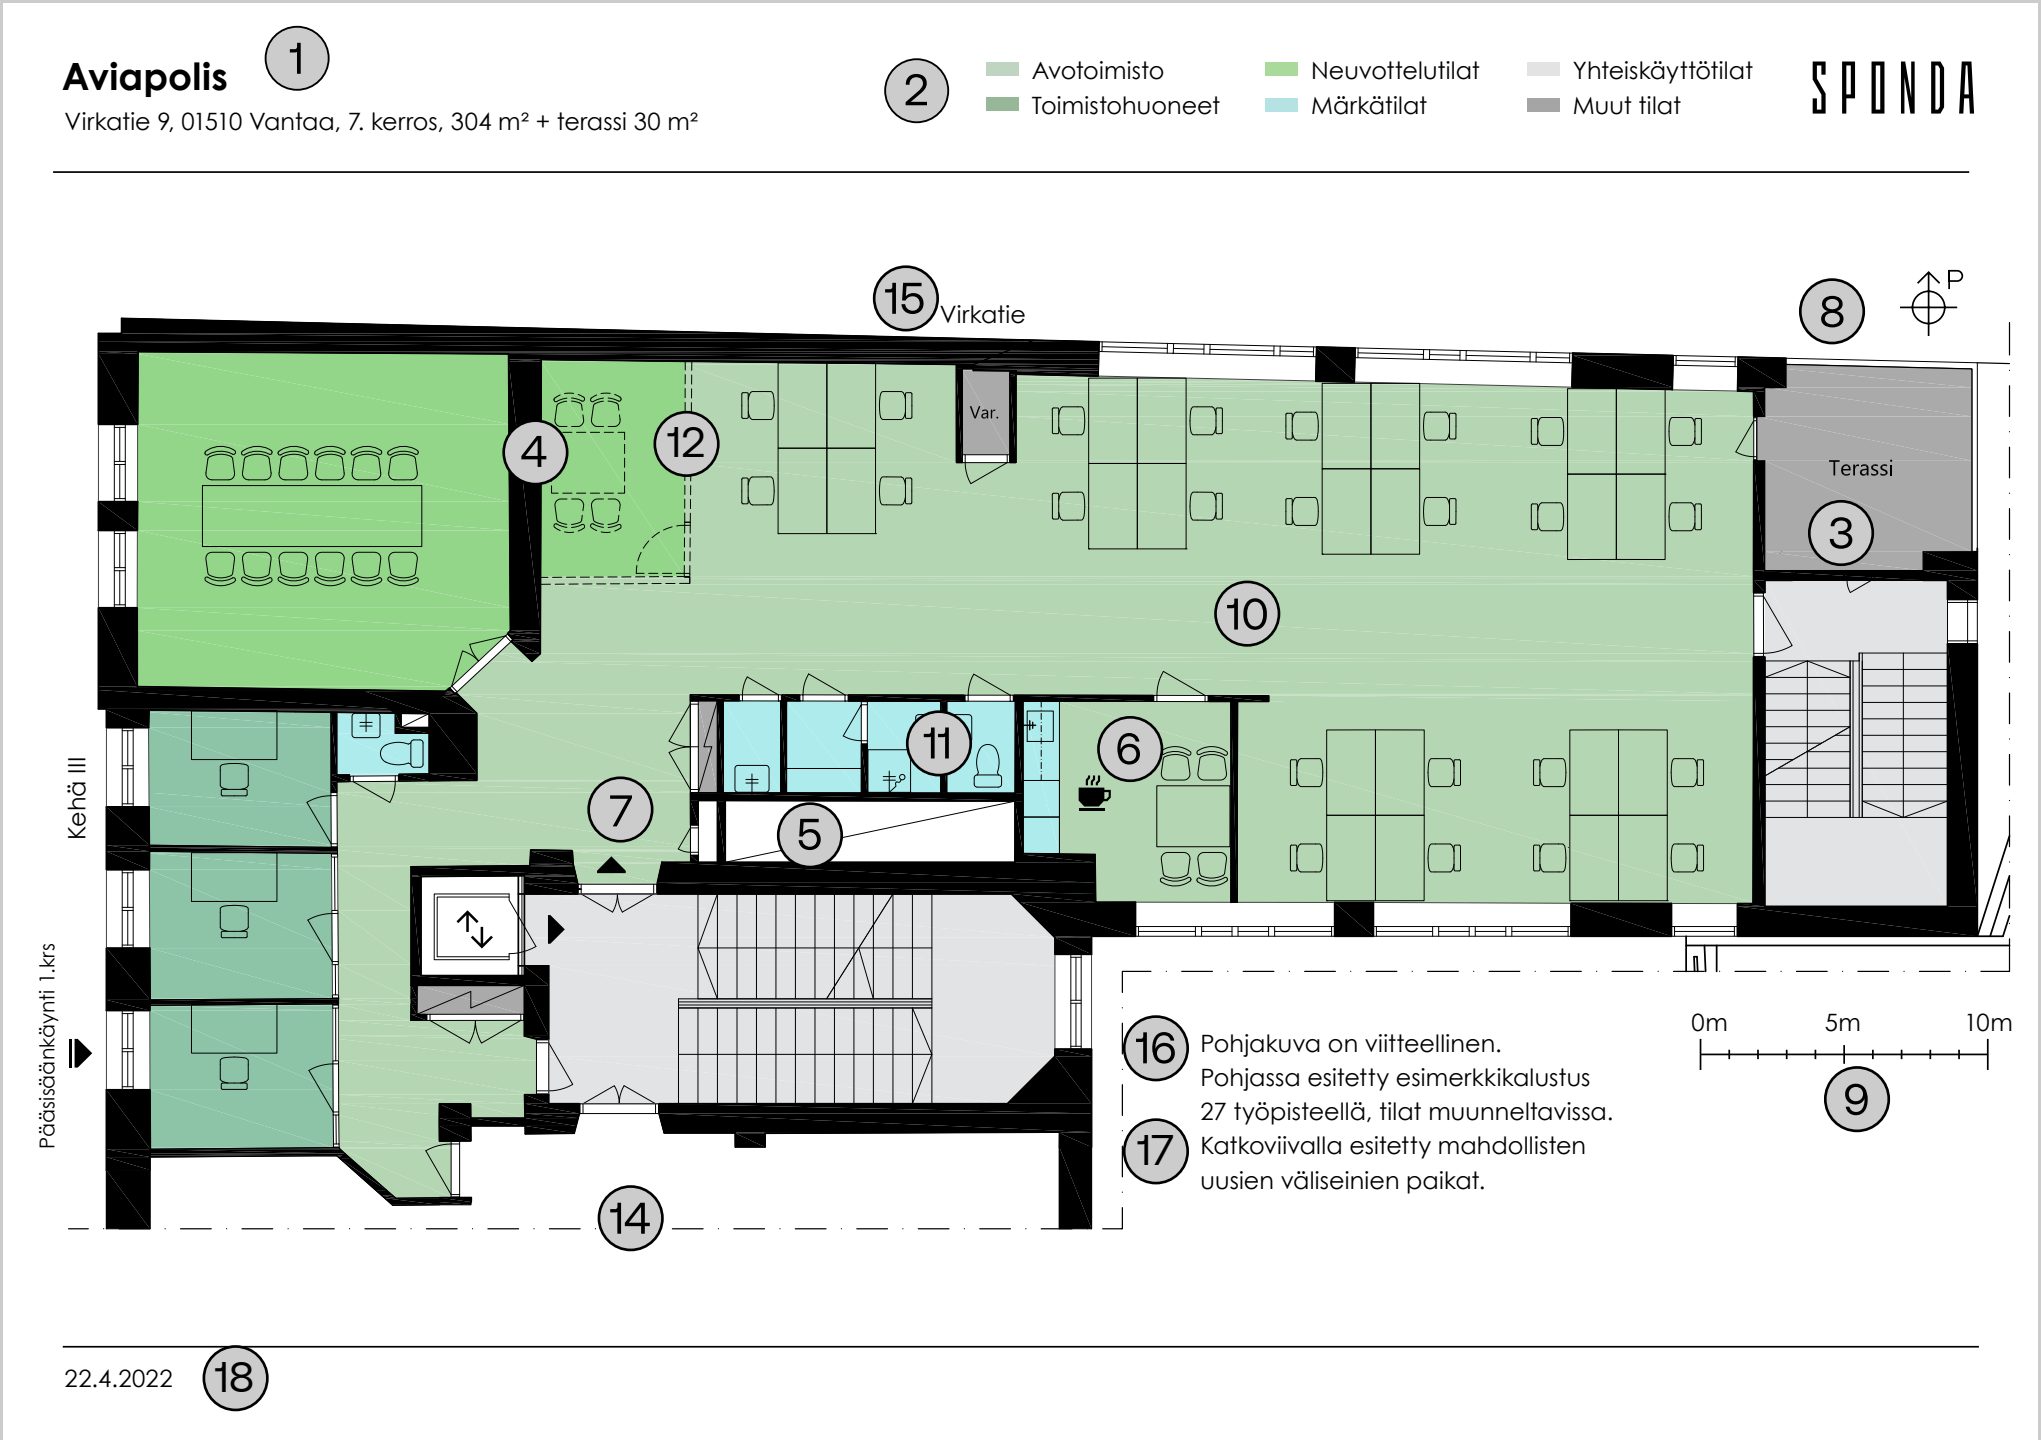 Aviapolis
1
Virkatie 9, 01510 Vantaa, 7. kerros, 304 m² + terassi 30 m²
2
Avotoimisto
Toimistohuoneet
Neuvottelutilat
Märkätilat
Yhteiskäyttötilat
Muut tilat
SPONDA
15
Virkatie
8
P
4
12
Var.
Terassi
3
10
11
6
7
5
Kehä III
Pääsisäänkäynti 1.krs
16
Pohjakuva on viitteellinen.
Pohjassa esitetty esimerkkikalustus
27 työpisteellä, tilat muunneltavissa.
17
Katkoviivalla esitetty mahdollisten
uusien väliseinien paikat.
0m 5m 10m
9
14
22.4.2022
18